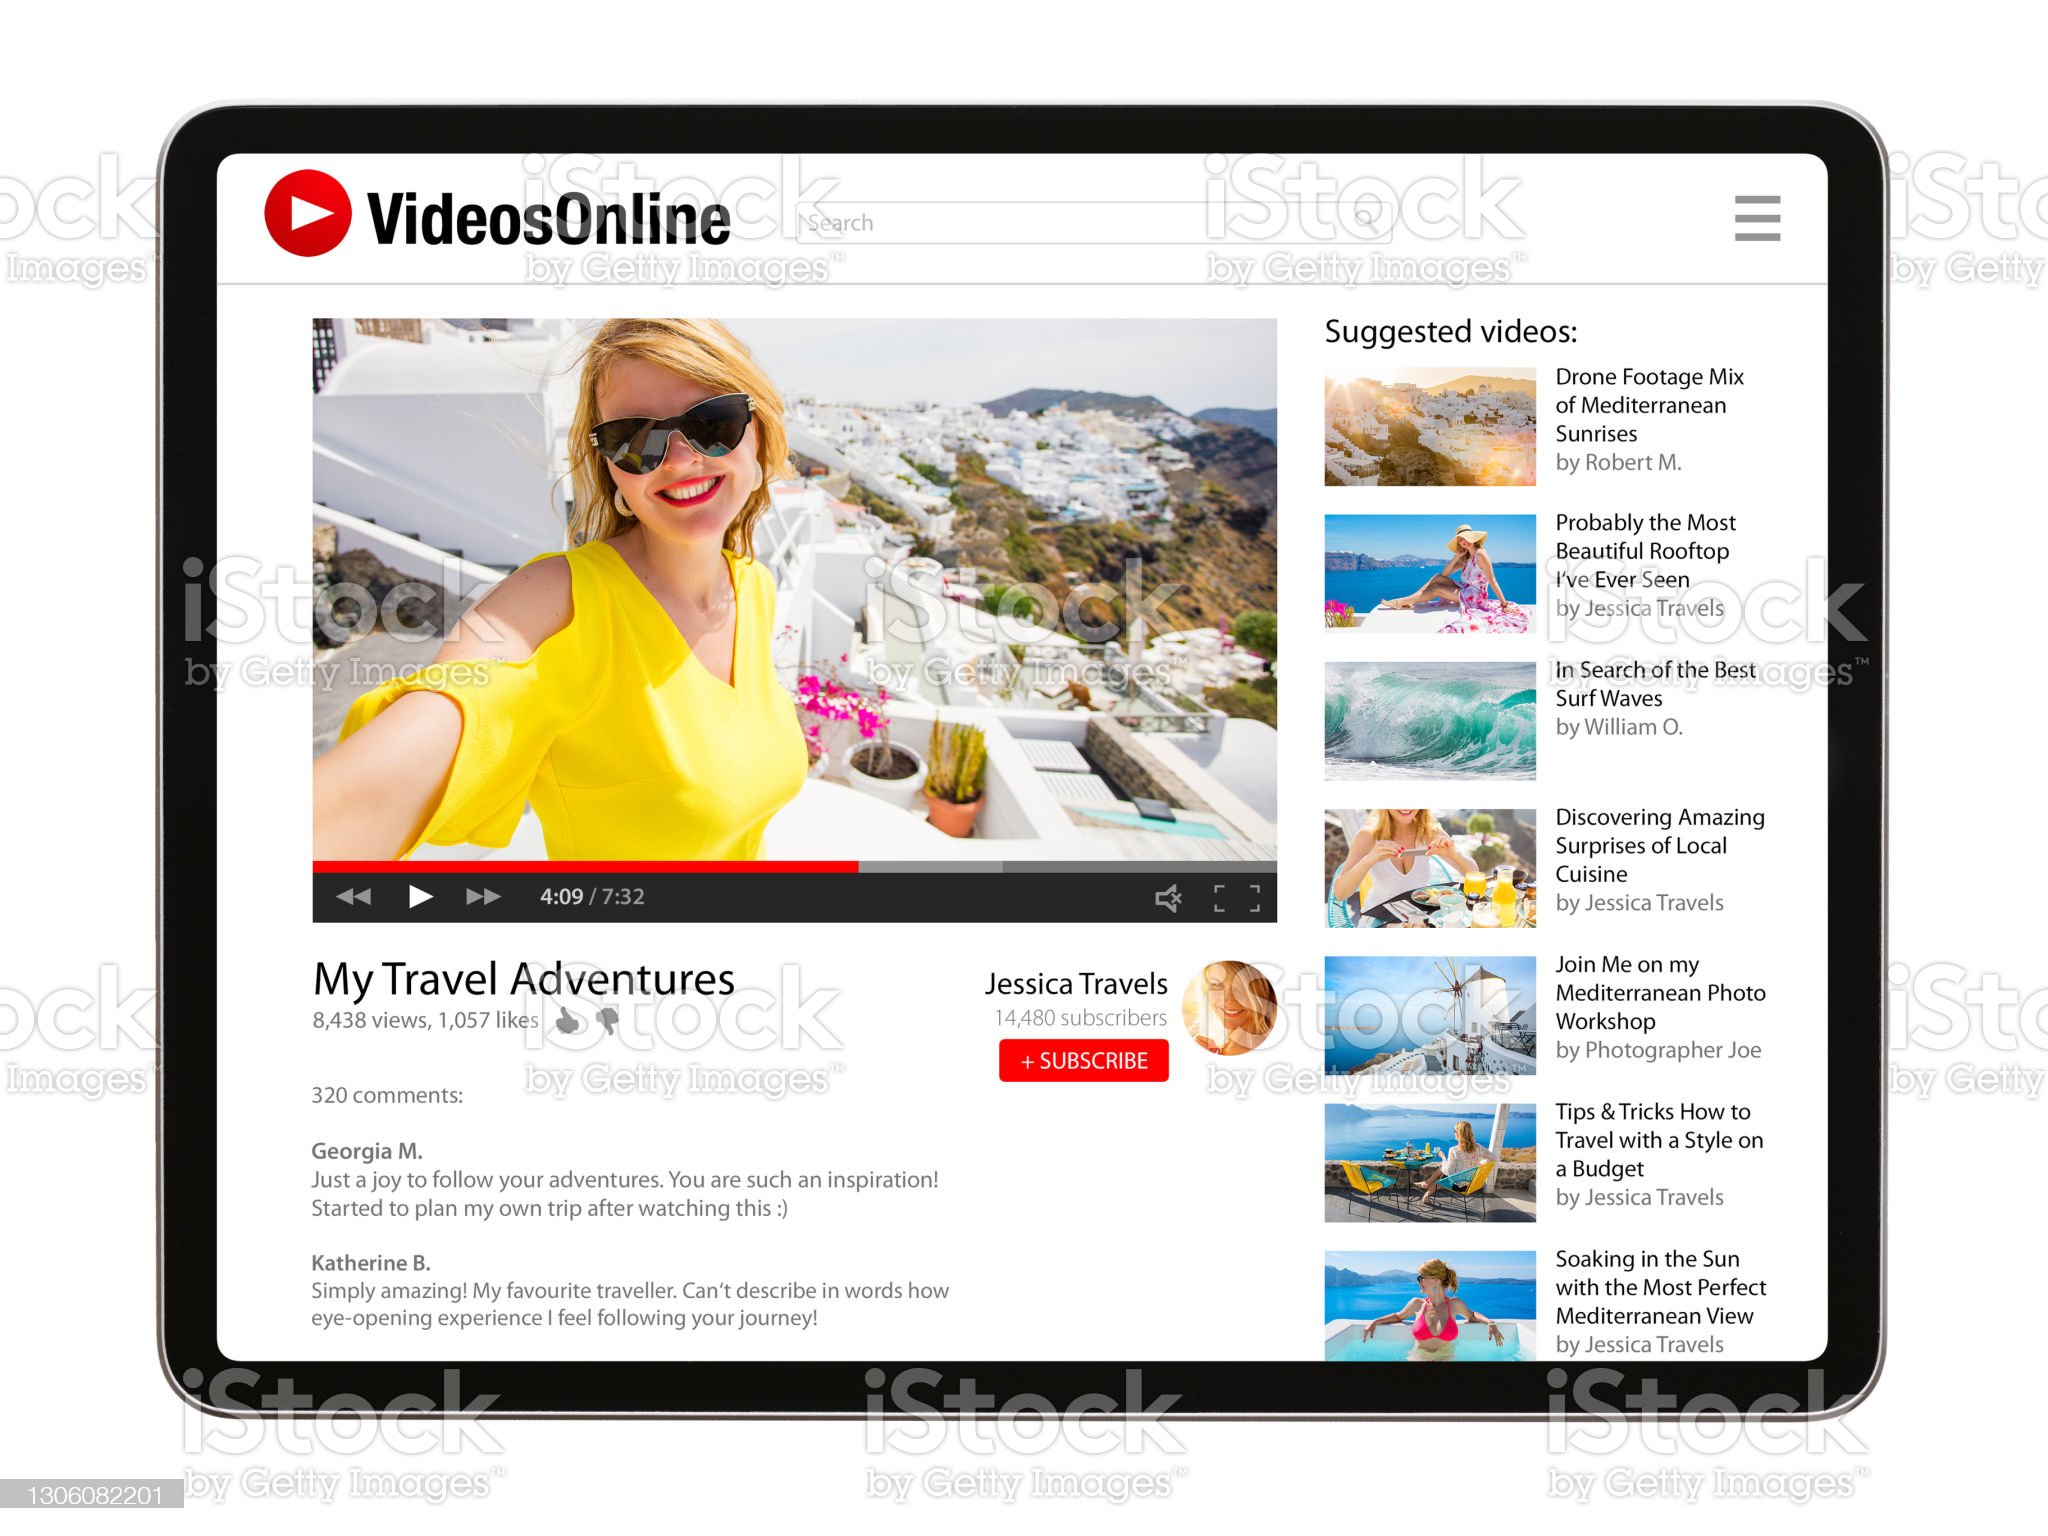 VideosOnline
Search
Suggested videos:
Drone Footage Mix
of Mediterranean
Sunrises
by Robert M.
Probably the Most
Beautiful Rooftop
I've Ever Seen
by Jessica Travels
In Search of the Best
Surf Waves
by William O.
Discovering Amazing
Surprises of Local
Cuisine
by Jessica Travels
Join Me on my
Mediterranean Photo
Workshop
by Photographer Joe
Tips & Tricks How to
Travel with a Style on
a Budget
by Jessica Travels
Soaking in the Sun
with the Most Perfect
Mediterranean View
by Jessica Travels
4:09 / 7:32
My Travel Adventures
8,438 views, 1,057 likes
Jessica Travels
14,480 subscribers
+ SUBSCRIBE
320 comments:
Georgia M.
Just a joy to follow your adventures. You are such an inspiration!
Started to plan my own trip after watching this :)
Katherine B.
Simply amazing! My favourite traveller. Can't describe in words how
eye-opening experience I feel following your journey!
iStock
by Getty Images™
1306082201